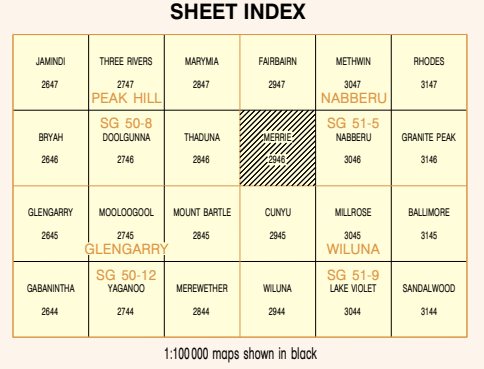 SHEET INDEX
JAMINDI THREE RIVERS MARYMIA FAIRBAIRN METHWIN RHODES
2647 2747 2847 2947 3047 3147
PEAK HILL NABBERU
SG 50-8 SG 51-5
BRYAH DOOLGUNNA THADUNA MERRIE NABBERU GRANITE PEAK
2646 2746 2846 2946 3046 3146
GLENGARRY MOOLOOGOOL MOUNT BARTLE CUNYU MILLROSE BALLIMORE
2645 2745 2845 2945 3045 3145
GLENGARRY WILUNA
SG 50-12 SG 51-9
GABANINTHA YAGANOO MEREWETHER WILUNA LAKE VIOLET SANDALWOOD
2644 2744 2844 2944 3044 3144
1:100 000 maps shown in black